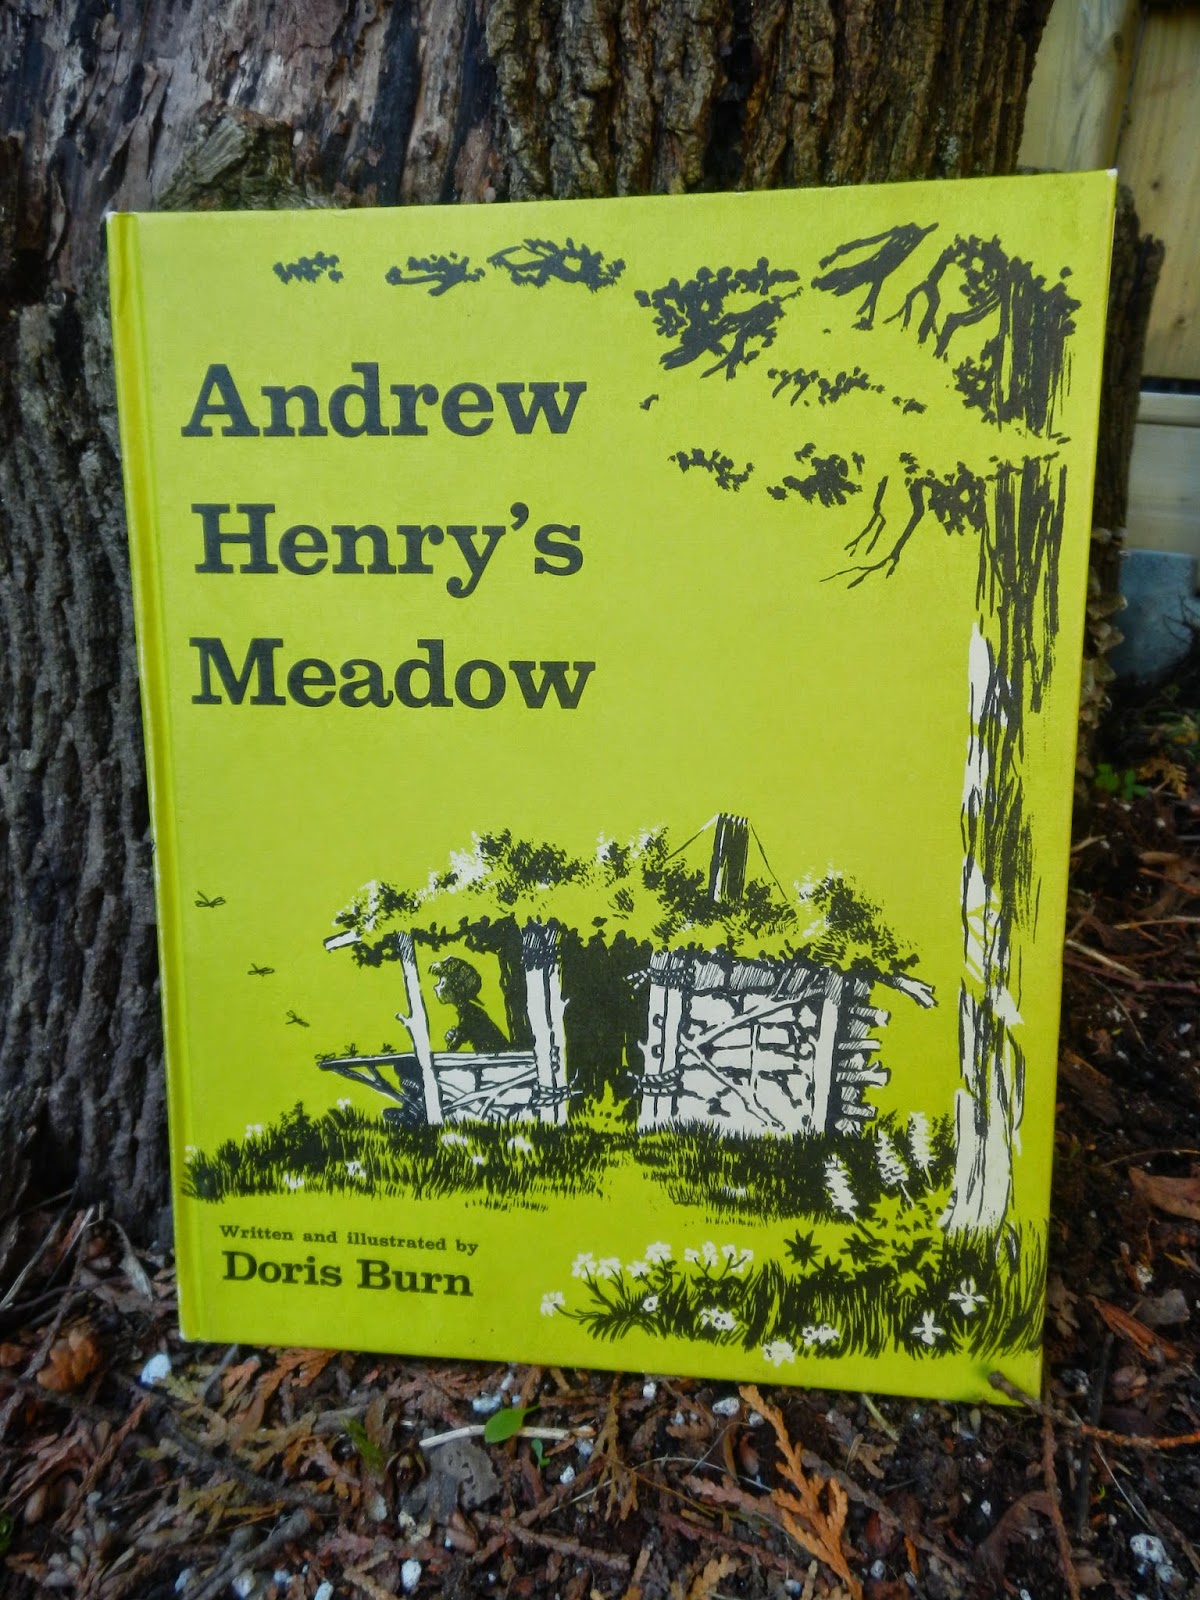 Andrew
Henry’s
Meadow
Written and illustrated by
Doris Burn